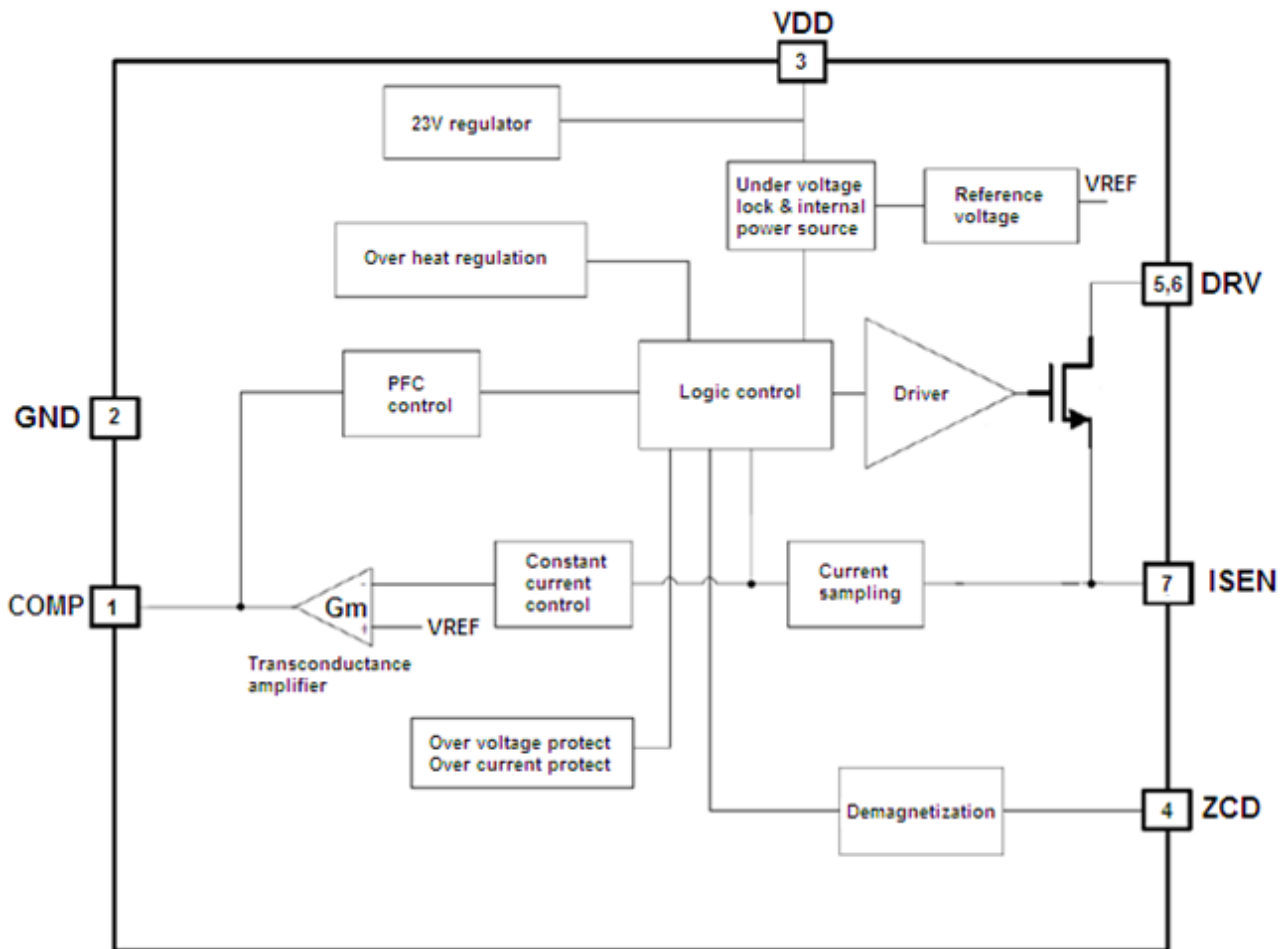 VDD
3
23V regulator
Under voltage
lock & internal
power source
Reference
voltage
VREF
Over heat regulation
5,6
DRV
PFC
control
Logic control
Driver
GND
2
Constant
current
control
Current
sampling
7
ISEN
COMP
1
-
Gm
+
VREF
Transconductance
amplifier
Over voltage protect
Over current protect
Demagnetization
4
ZCD